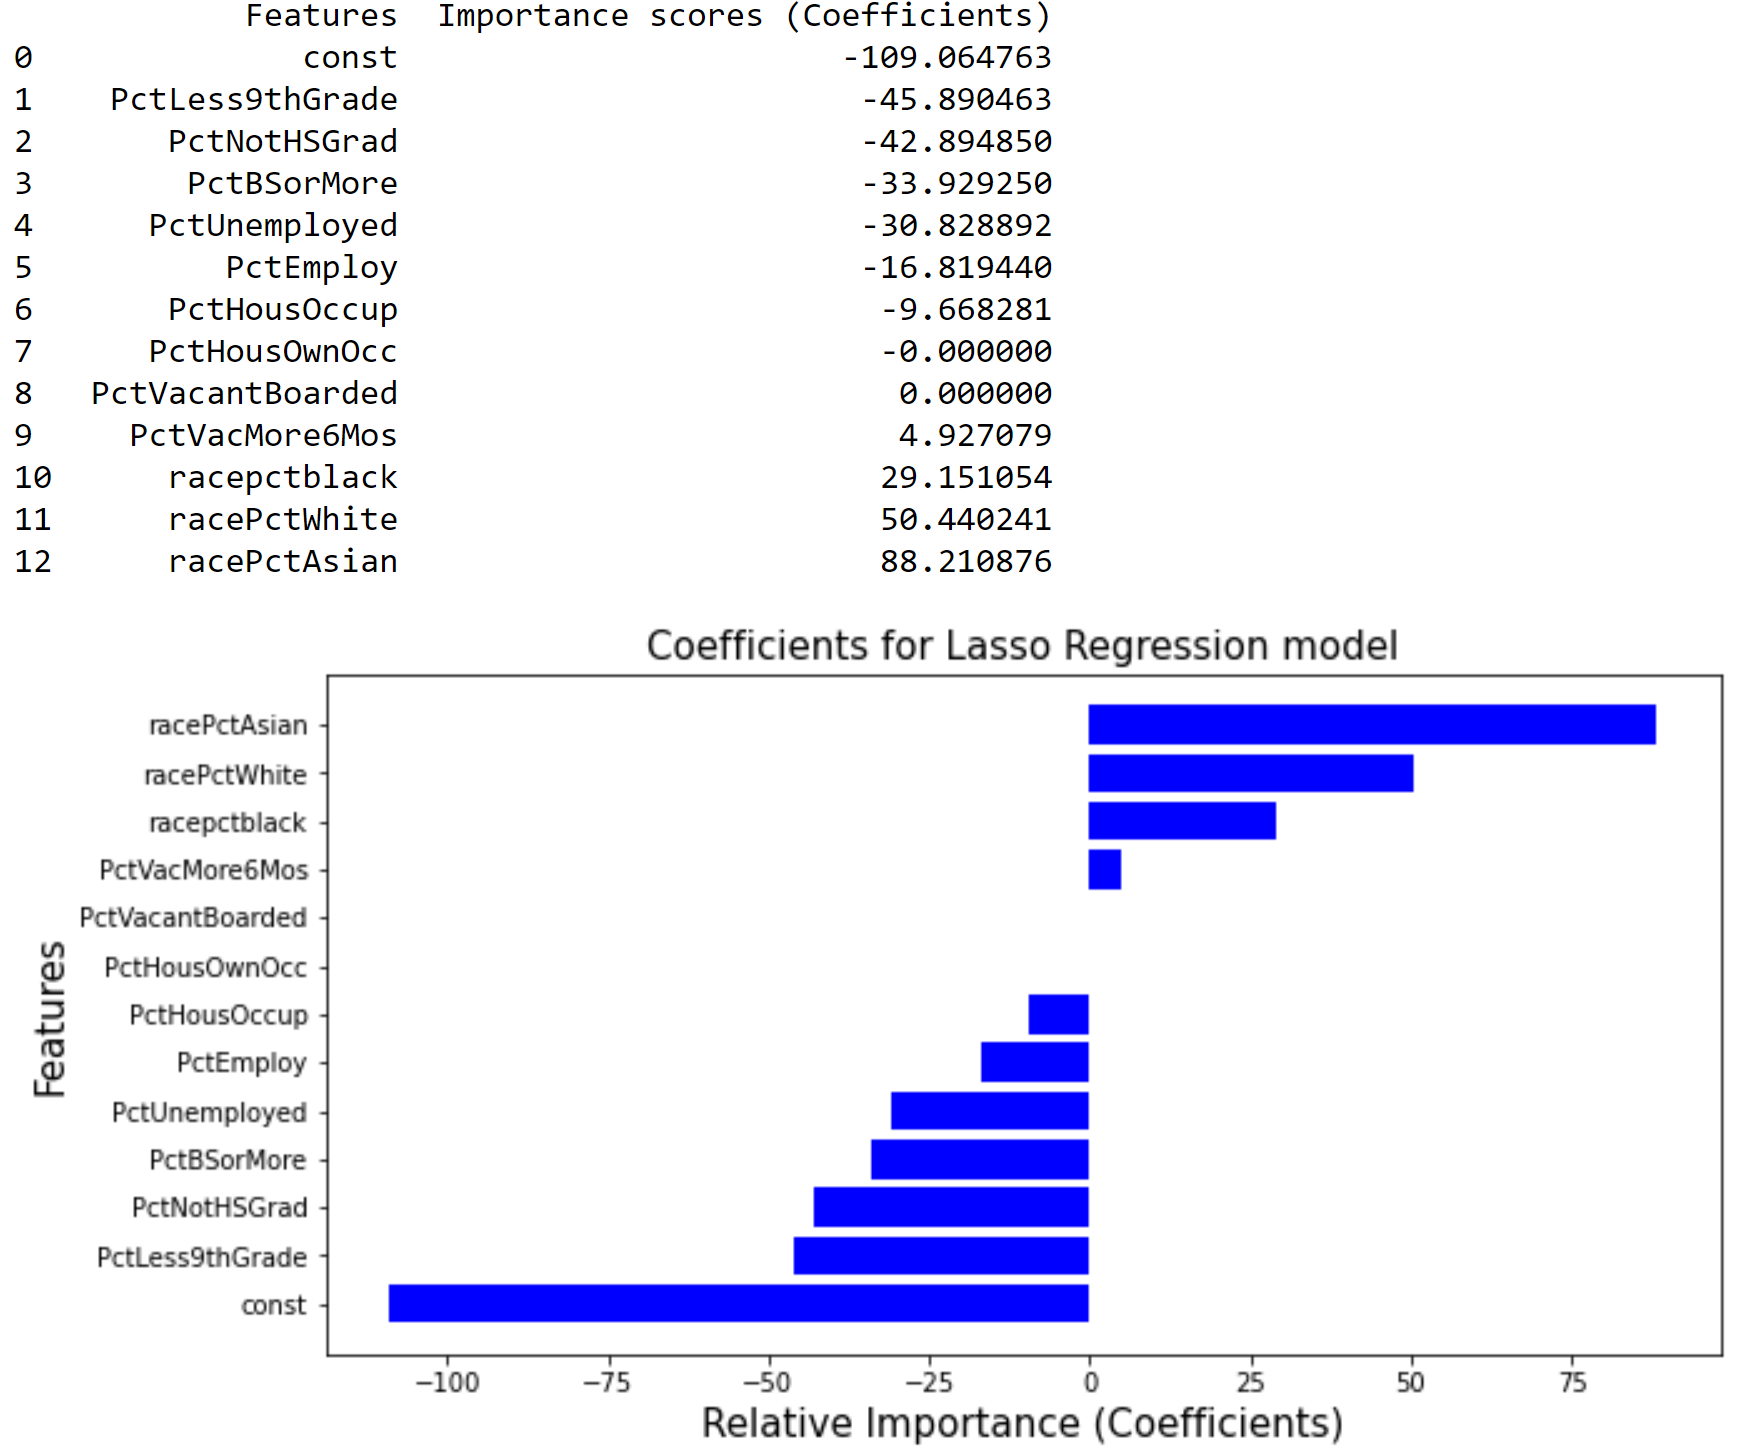 Features Importance scores (Coefficients)
0 const -109.064763
1 PctLess9thGrade -45.890463
2 PctNotHSGrad -42.894850
3 PctBSorMore -33.929250
4 PctUnemployed -30.828892
5 PctEmploy -16.819440
6 PctHousOccup -9.668281
7 PctHousOwnOcc -0.000000
8 PctVacantBoarded 0.000000
9 PctVacMore6Mos 4.927079
10 racepctblack 29.151054
11 racePctWhite 50.440241
12 racePctAsian 88.210876
Coefficients for Lasso Regression model
racePctAsian
racePctWhite
racepctblack
PctVacMore6Mos
PctVacantBoarded
PctHousOwnOcc
PctHousOccup
PctEmploy
PctUnemployed
PctBSorMore
PctNotHSGrad
PctLess9thGrade
const
Features
−100 −75 −50 −25 0 25 50 75
Relative Importance (Coefficients)